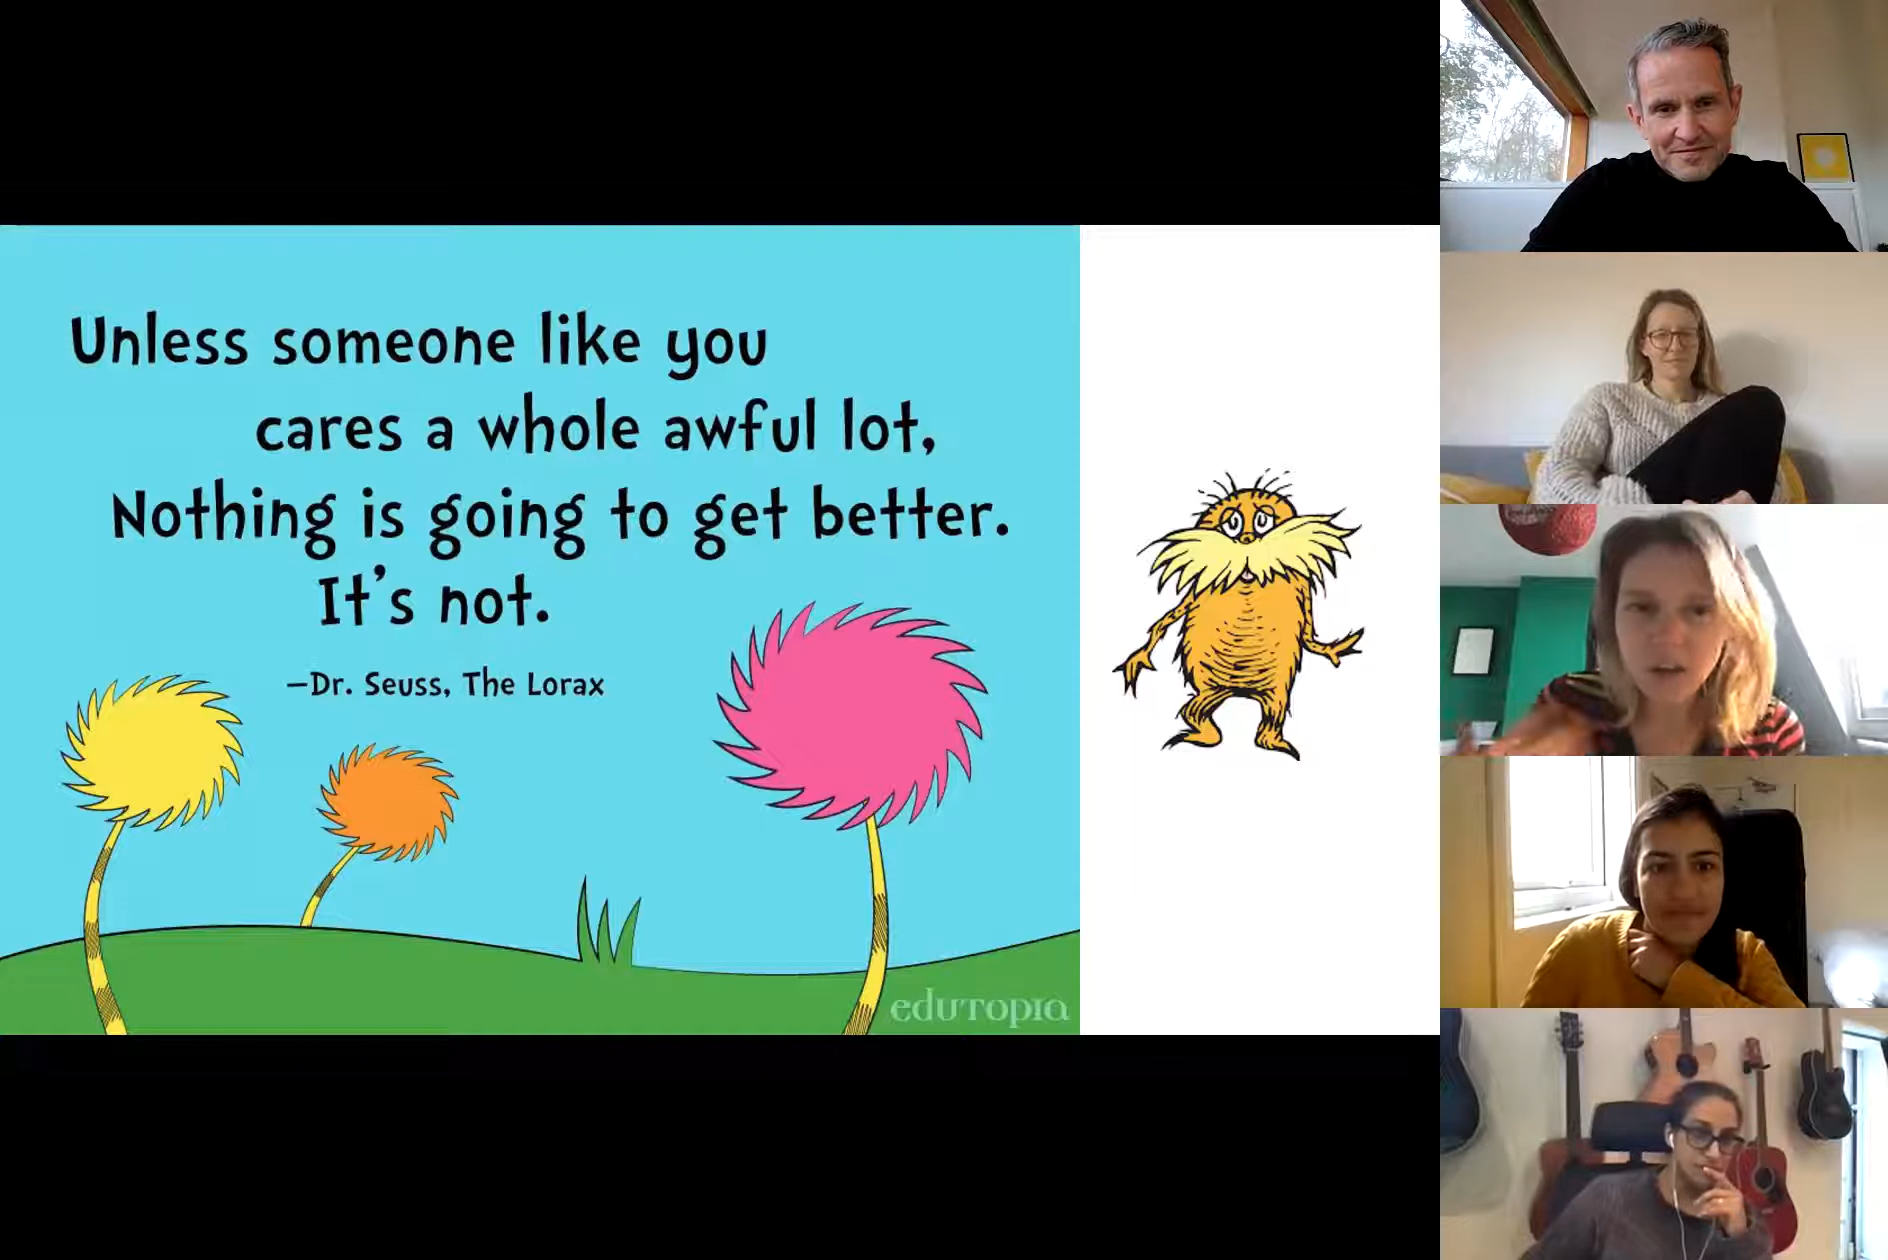 Unless someone like you
cares a whole awful lot,
Nothing is going to get better.
It's not.
—Dr. Seuss, The Lorax
edutopia